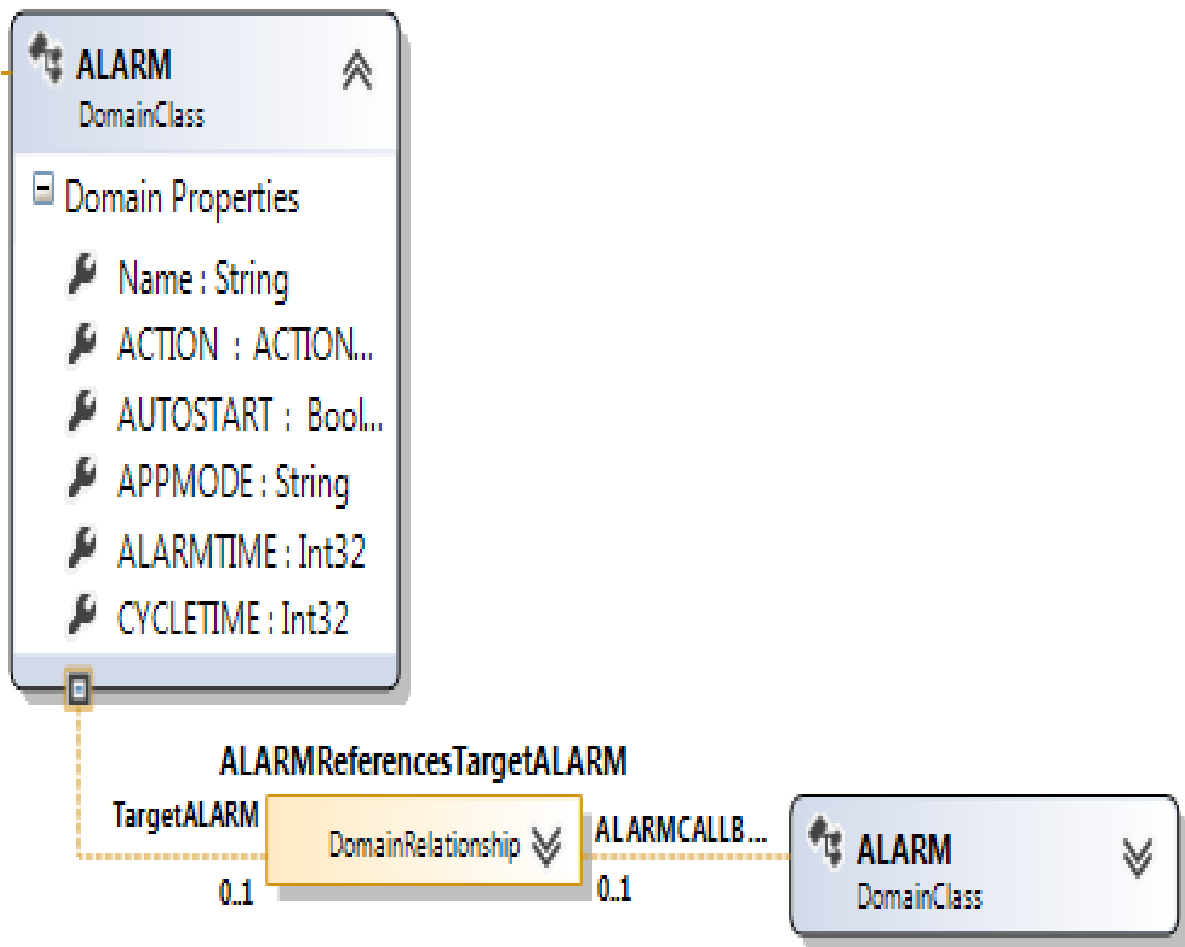 ALARM
DomainClass
Domain Properties
Name : String
ACTION : ACTION...
AUTOSTART : Bool...
APPMODE : String
ALARMTIME : Int32
CYCLETIME : Int32
ALARMReferencesTargetALARM
TargetALARM
DomainRelationship
ALARMCALLB...
0..1
0..1
ALARM
DomainClass